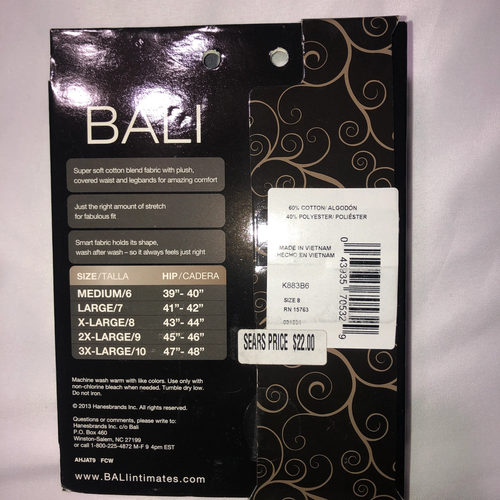 BALI
Super soft cotton blend fabric with plush,
covered waist and legbands for amazing comfort
Just the right amount of stretch
for fabulous fit
Smart fabric holds its shape,
wash after wash – so it always feels just right
SIZE/TALLA HIP/CADERA
MEDIUM/6 39"- 40"
LARGE/7 41"- 42"
X-LARGE/8 43"- 44"
2X-LARGE/9 45"- 46"
3X-LARGE/10 47"- 48"
Machine wash warm with like colors. Use only with
non-chlorine bleach when needed. Tumble dry low.
Do not iron.
© 2013 Hanesbrands Inc. All rights reserved.
Questions or comments, please write to:
Hanesbrands Inc. c/o Bali
P.O. Box 460
Winston-Salem, NC 27199
or call 1-800-225-4872 M-F 9 4pm EST
AHJAT9 FCW
www.BALIintimates.com
60% COTTON/ ALGODÓN
40% POLYESTER/ POLIÉSTER
MADE IN VIETNAM
HECHO EN VIETNAM
K883B6
SIZE 8
RN 15763
0 43935 70532 9
SEARS PRICE $22.00